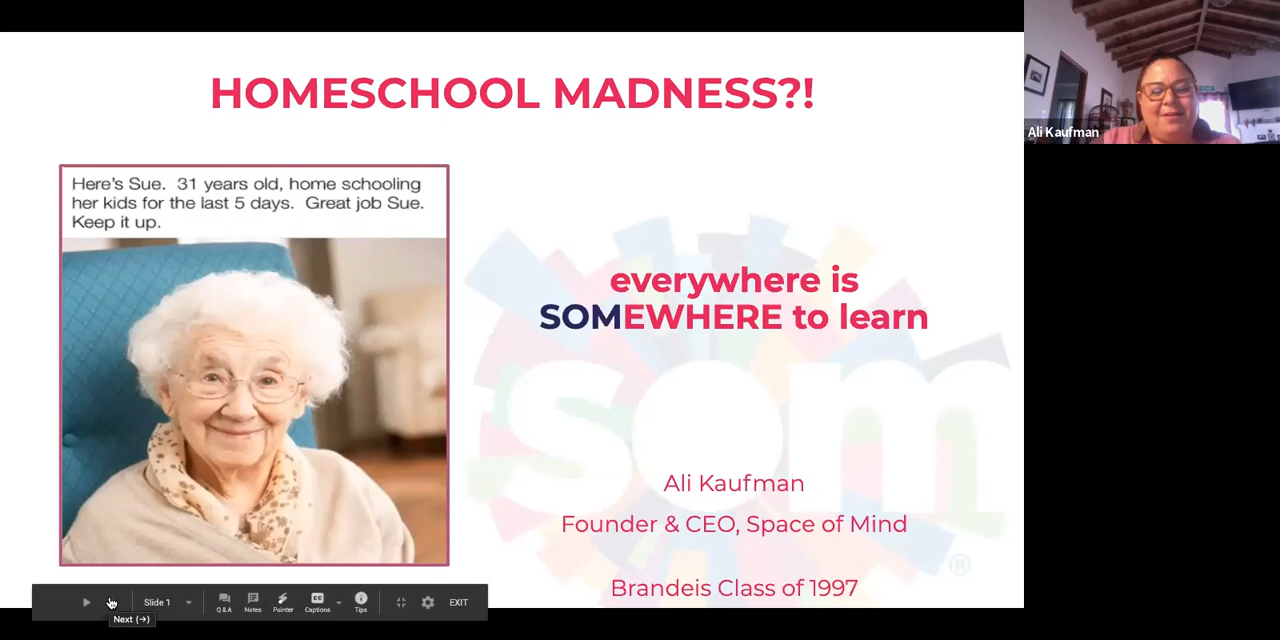 HOMESCHOOL MADNESS?!
Here's Sue. 31 years old, home schooling
her kids for the last 5 days. Great job Sue.
Keep it up.
everywhere is
SOMEWHERE to learn
som
®
Ali Kaufman
Founder & CEO, Space of Mind
Brandeis Class of 1997
Ali Kaufman
Slide 1
Q & A
Notes
Pointer
CC
Captions
Tips
EXIT
Next (→)